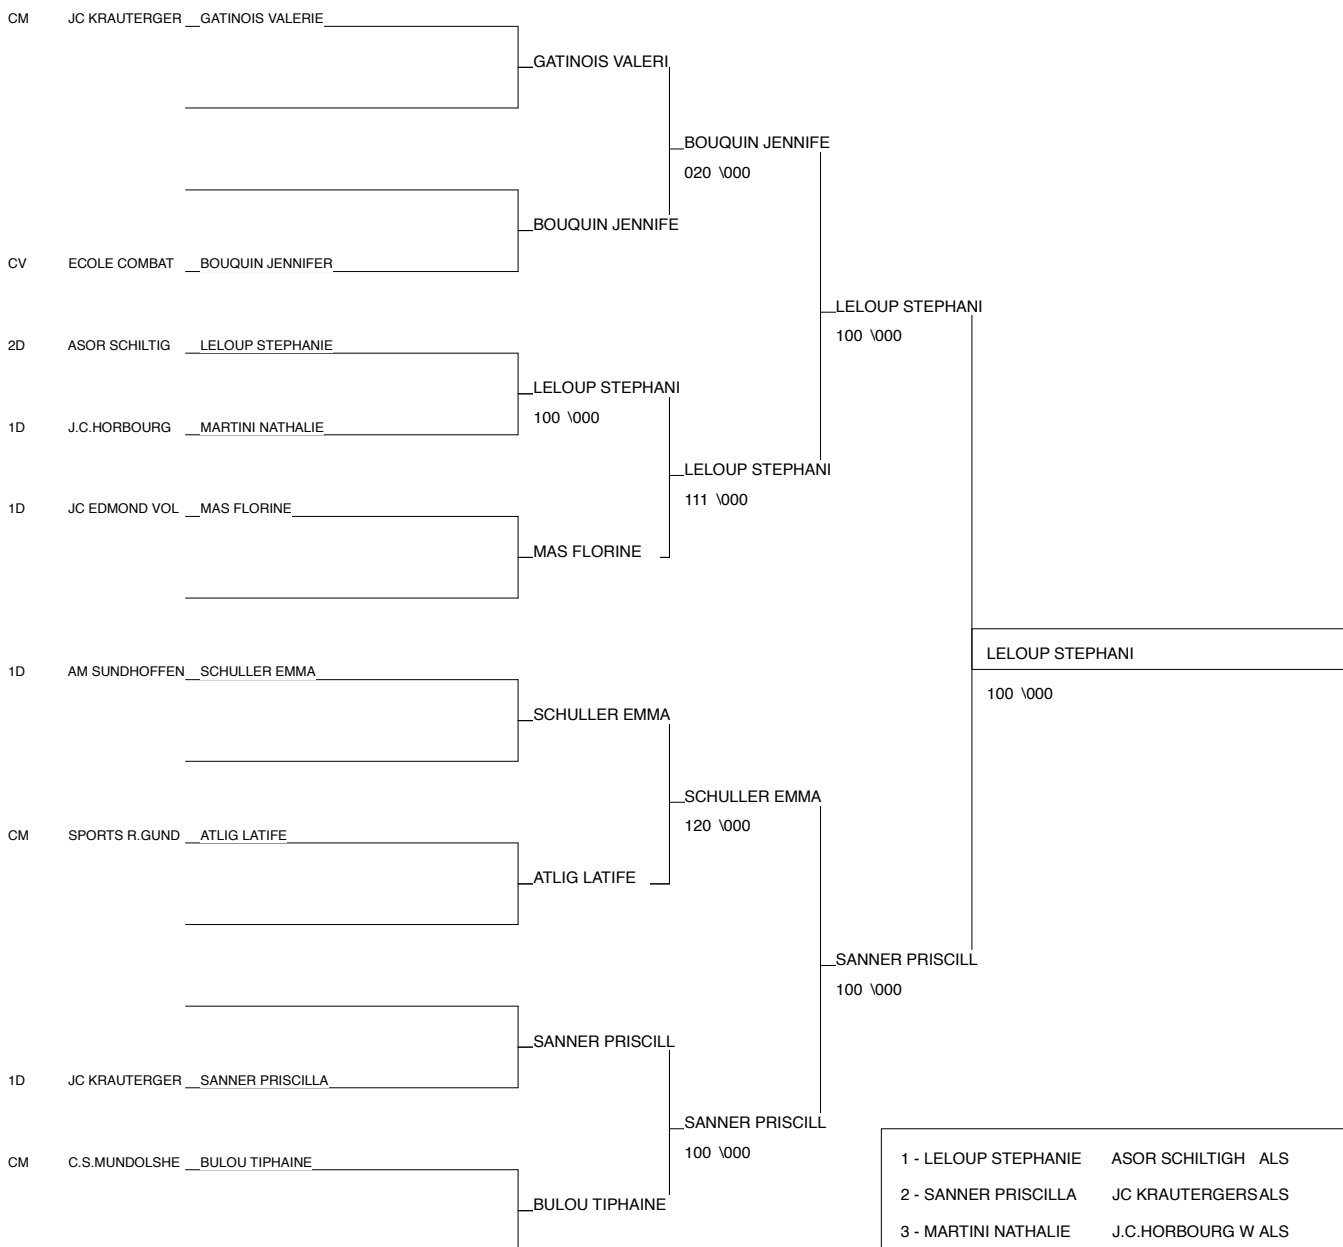 CM JC KRAUTERGER GATINOIS VALERIE
GATINOIS VALERI
BOUQUIN JENNIFE
020 \000
BOUQUIN JENNIFE
CV ECOLE COMBAT BOUQUIN JENNIFER
LELOUP STEPHANI
100 \000
2D ASOR SCHILTIG LELOUP STEPHANIE
LELOUP STEPHANI
100 \000
1D J.C.HORBOURG MARTINI NATHALIE
LELOUP STEPHANI
111 \000
1D JC EDMOND VOL MAS FLORINE
MAS FLORINE
LELOUP STEPHANI
100 \000
1D AM SUNDHOFFEN SCHULLER EMMA
SCHULLER EMMA
SCHULLER EMMA
120 \000
CM SPORTS R.GUND ATLIG LATIFE
ATLIG LATIFE
SANNER PRISCILL
100 \000
SANNER PRISCILL
1D JC KRAUTERGER SANNER PRISCILLA
SANNER PRISCILL
100 \000
CM C.S.MUNDOLSHE BULOU TIPHAINE
BULOU TIPHAINE
1 - LELOUP STEPHANIE ASOR SCHILTIGH ALS
2 - SANNER PRISCILLA JC KRAUTERGERS ALS
3 - MARTINI NATHALIE J.C.HORBOURG W ALS